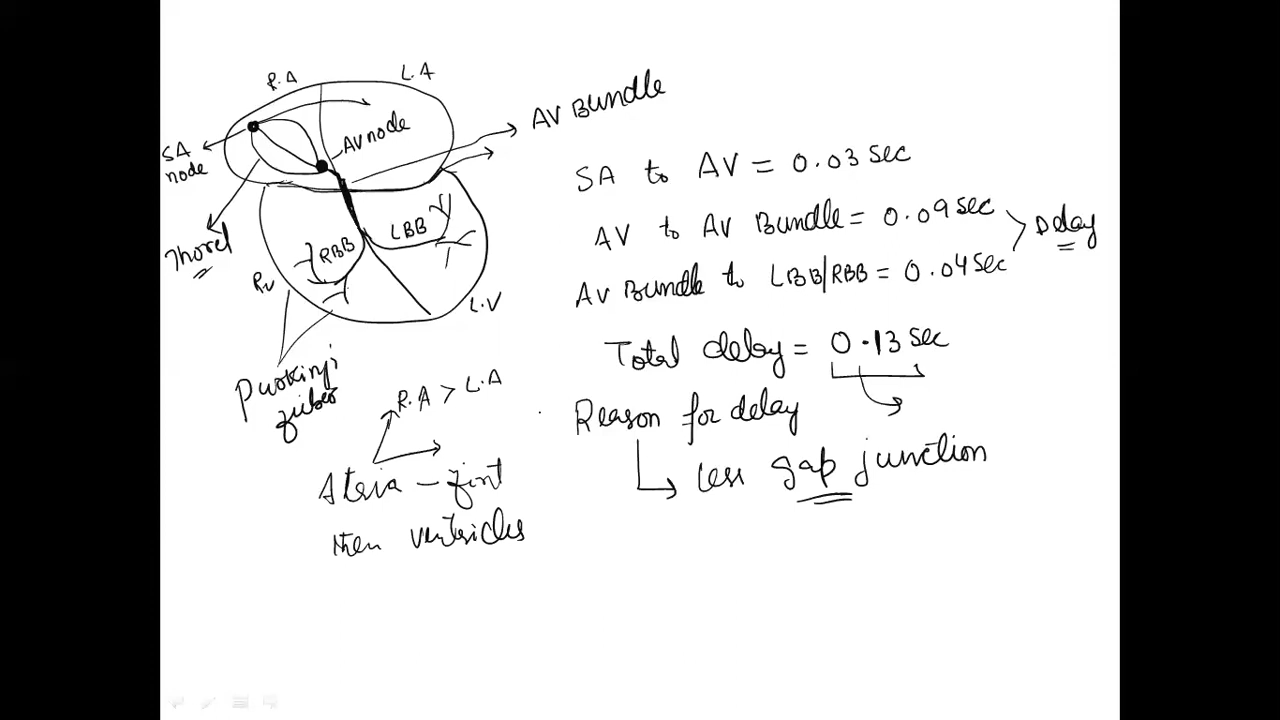 R.A
L.A
SA node
AV node
AV Bundle
Thorel
RBB
LBB
Rv
L.V
Purkinji
fiber
R.A > L.A
Atria – first
then ventricles
SA to AV = 0.03 sec
AV to AV Bundle = 0.09 sec
Delay
AV Bundle to LBB/RBB = 0.04 sec
Total delay = 0.13 sec
Reason for delay
less gap junction